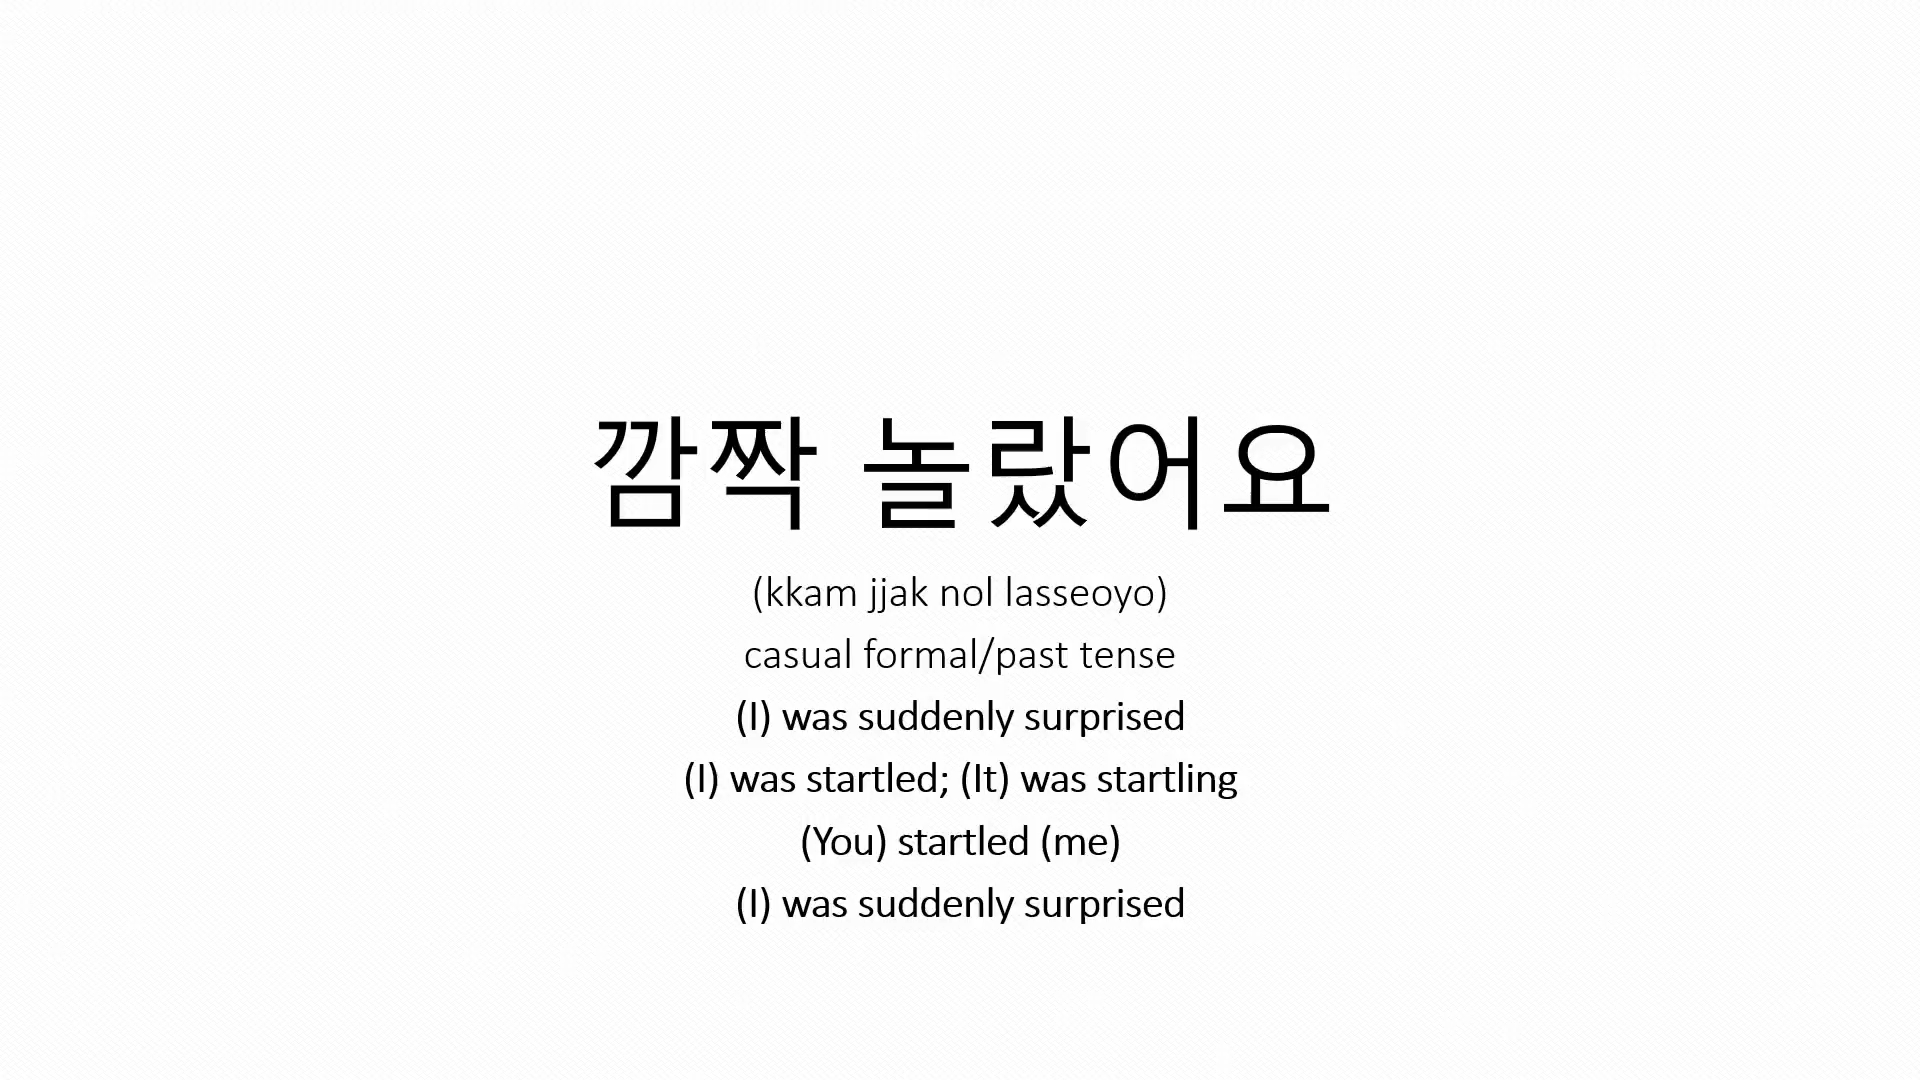 깜짝 놀랐어요
(kkam jjak nol lasseoyo)
casual formal/past tense
(I) was suddenly surprised
(I) was startled; (It) was startling
(You) startled (me)
(I) was suddenly surprised